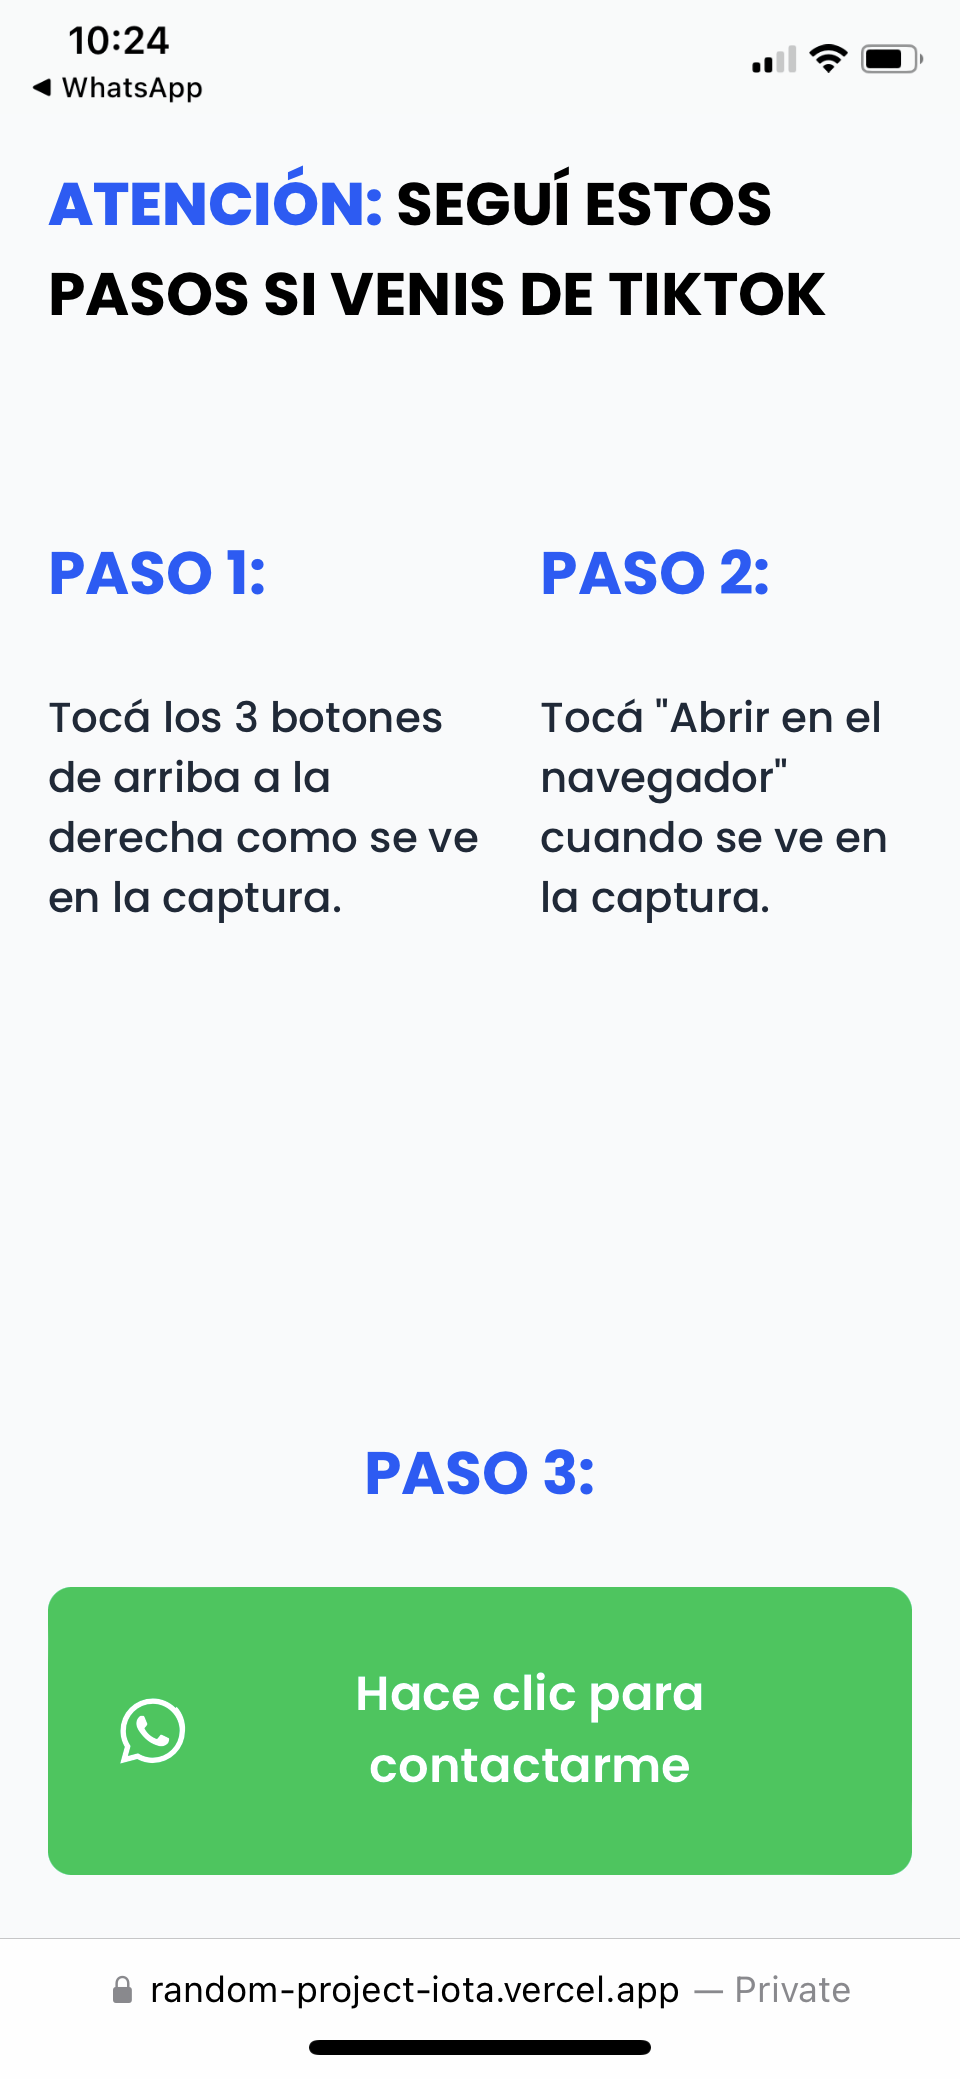 10:24
◀ WhatsApp
ATENCIÓN: SEGUÍ ESTOS
PASOS SI VENIS DE TIKTOK
PASO 1:
Tocá los 3 botones
de arriba a la
derecha como se ve
en la captura.
PASO 2:
Tocá "Abrir en el
navegador"
cuando se ve en
la captura.
PASO 3:
Hace clic para
contactarme
random-project-iota.vercel.app — Private